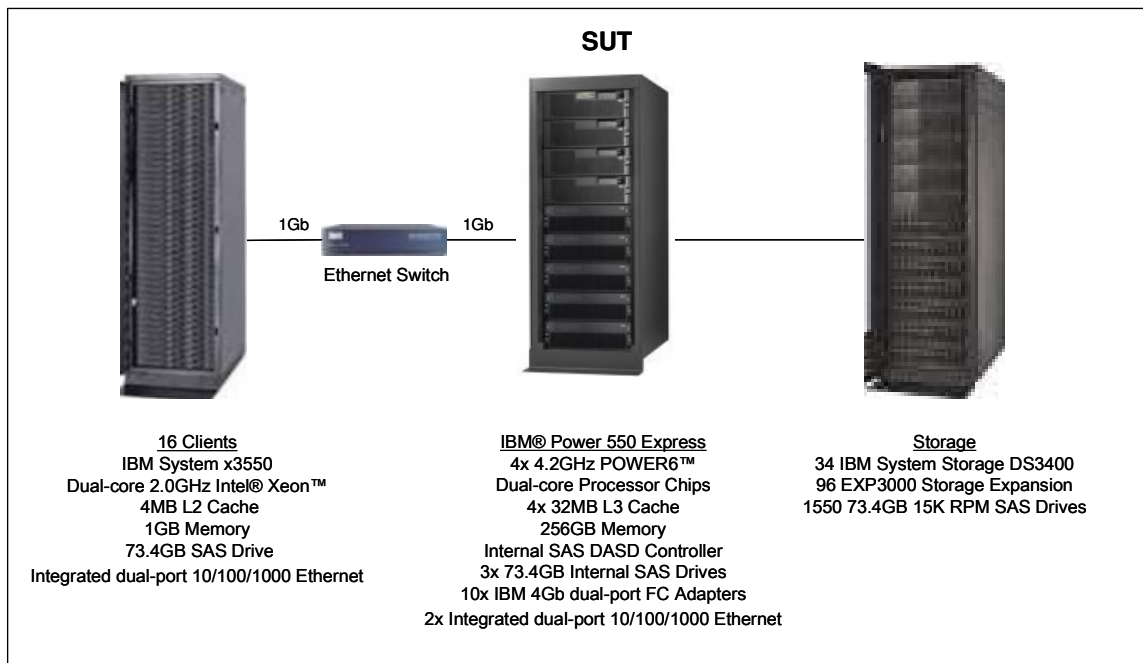 SUT
1Gb
1Gb
Ethernet Switch
16 Clients
IBM System x3550
Dual-core 2.0GHz Intel® Xeon™
4MB L2 Cache
1GB Memory
73.4GB SAS Drive
Integrated dual-port 10/100/1000 Ethernet
IBM® Power 550 Express
4x 4.2GHz POWER6™
Dual-core Processor Chips
4x 32MB L3 Cache
256GB Memory
Internal SAS DASD Controller
3x 73.4GB Internal SAS Drives
10x IBM 4Gb dual-port FC Adapters
2x Integrated dual-port 10/100/1000 Ethernet
Storage
34 IBM System Storage DS3400
96 EXP3000 Storage Expansion
1550 73.4GB 15K RPM SAS Drives